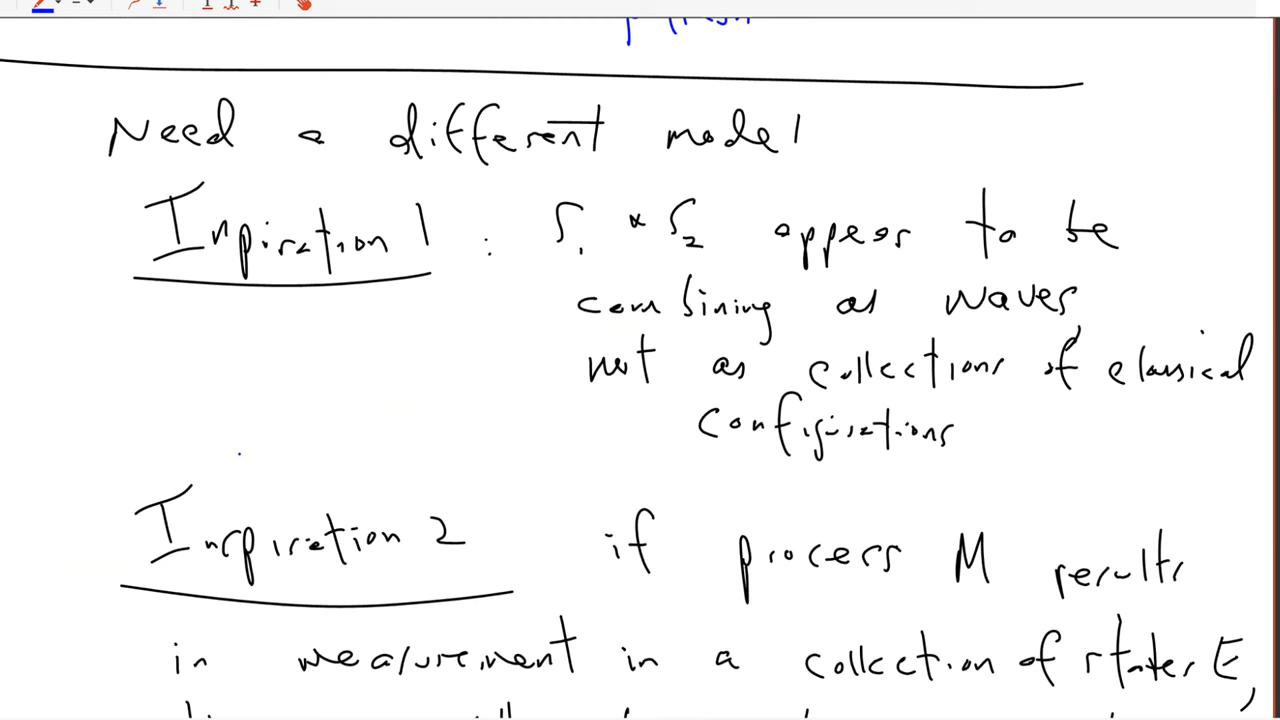 Need a different model
Inpiration 1 : S₁ & S₂ appear to be
combining as waves
not as collections of classical
configurations
Inspiration 2 if process M results
in measurement in a collection of states E,